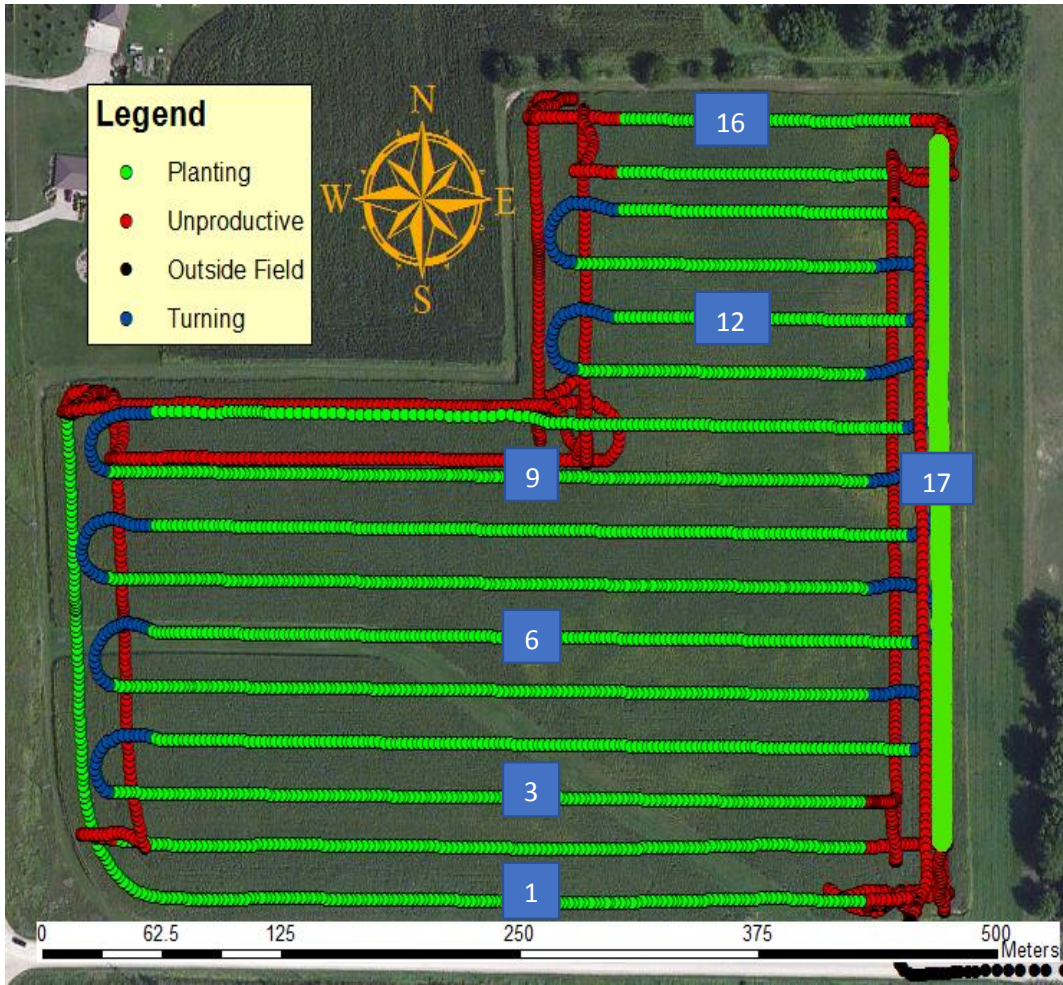 Legend
Planting
Unproductive
Outside Field
Turning
N
W E
S
16
12
9
17
6
3
1
0 62.5 125 250 375 500
Meters